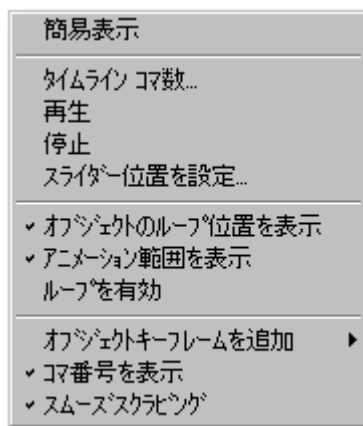 簡易表示
ﾀｲﾑﾗｲﾝ ｺﾏ数...
再生
停止
ｽﾗｲﾀﾞｰ位置を設定...
ｵﾌﾞｼﾞｪｸﾄのﾙｰﾌﾟ位置を表示
ｱﾆﾒｰｼｮﾝ範囲を表示
ﾙｰﾌﾟを有効
ｵﾌﾞｼﾞｪｸﾄｷｰﾌﾚｰﾑを追加
ｺﾏ番号を表示
ｽﾑｰｽﾞｽｸﾗﾋﾞﾝｸﾞ